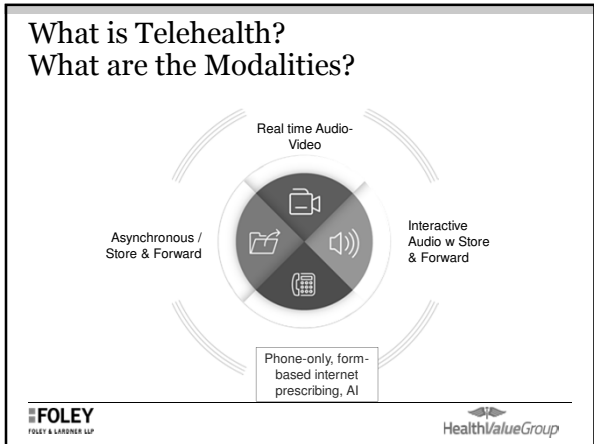 What is Telehealth?
What are the Modalities?
Real time Audio-
Video
Asynchronous /
Store & Forward
Interactive
Audio w Store
& Forward
Phone-only, form-
based internet
prescribing, AI
FOLEY
FOLEY & LARDNER LLP
HealthValueGroup